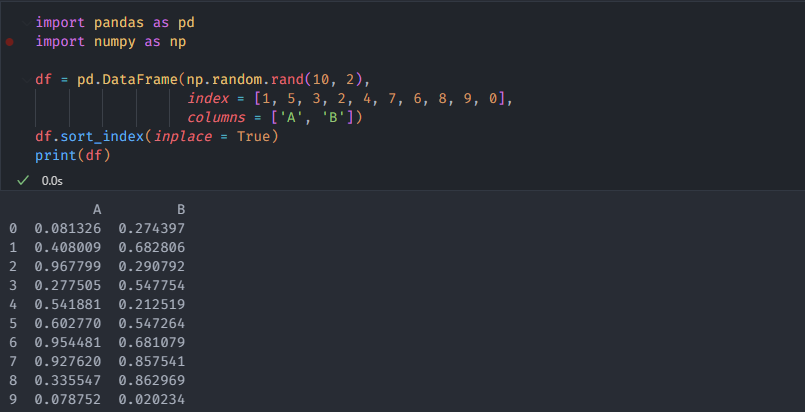 import pandas as pd
import numpy as np
df = pd.DataFrame(np.random.rand(10, 2),
index = [1, 5, 3, 2, 4, 7, 6, 8, 9, 0],
columns = ['A', 'B'])
df.sort_index(inplace = True)
print(df)
0.0s
A B
0 0.081326 0.274397
1 0.408009 0.682806
2 0.967799 0.290792
3 0.277505 0.547754
4 0.541881 0.212519
5 0.602770 0.547264
6 0.954481 0.681079
7 0.927620 0.857541
8 0.335547 0.862969
9 0.078752 0.020234